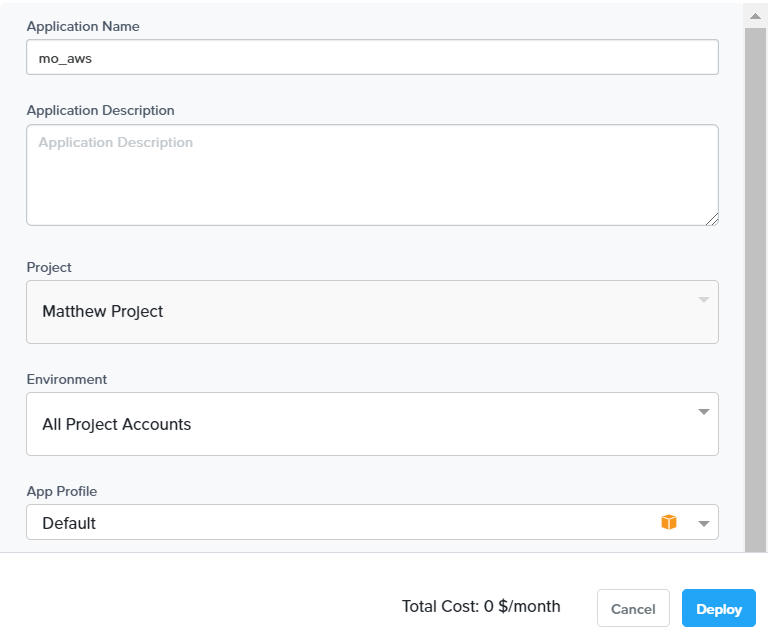 Application Name
mo_aws
Application Description
Application Description
Project
Matthew Project
Environment
All Project Accounts
App Profile
Default
Total Cost: 0 $/month
Cancel
Deploy